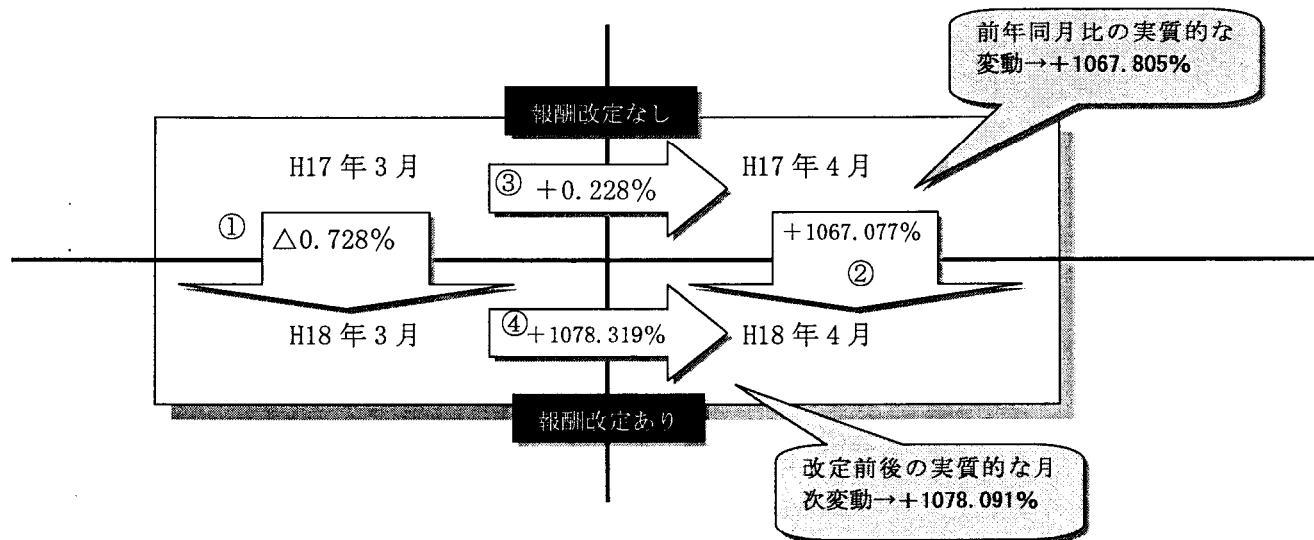 前年同月比の実質的な
変動→+1067.805%
報酬改定なし
H17年3月
③ +0.228%
H17年4月
① △0.728%
+1067.077%
②
H18年3月
④ +1078.319%
H18年4月
報酬改定あり
改定前後の実質的な月
次変動→+1078.091%